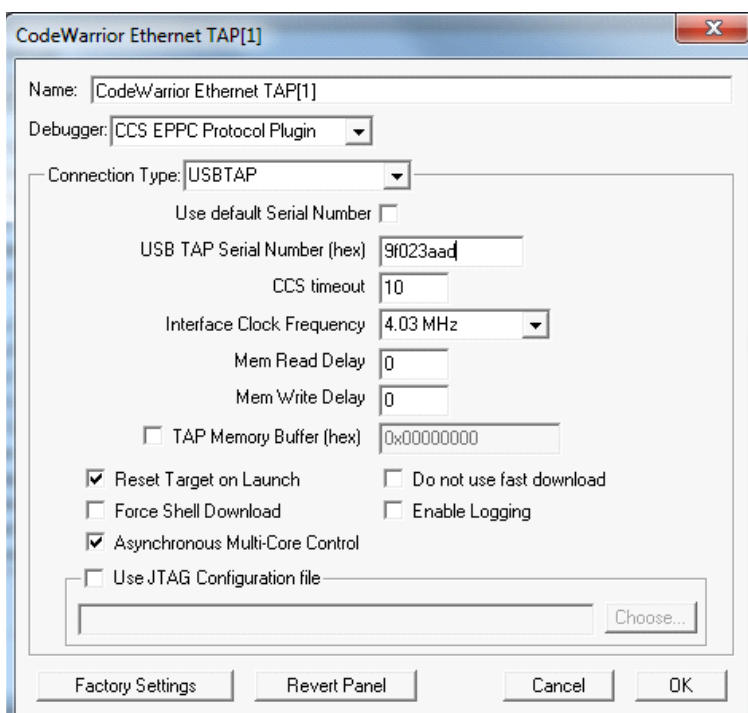 CodeWarrior Ethernet TAP[1]
Name: CodeWarrior Ethernet TAP[1]
Debugger: CCS EPPC Protocol Plugin
Connection Type: USBTAP
Use default Serial Number
USB TAP Serial Number (hex) 9f023aad
CCS timeout 10
Interface Clock Frequency 4.03 MHz
Mem Read Delay 0
Mem Write Delay 0
TAP Memory Buffer (hex) 0x00000000
Reset Target on Launch Do not use fast download
Force Shell Download Enable Logging
Asynchronous Multi-Core Control
Use JTAG Configuration file
Choose...
Factory Settings Revert Panel Cancel OK